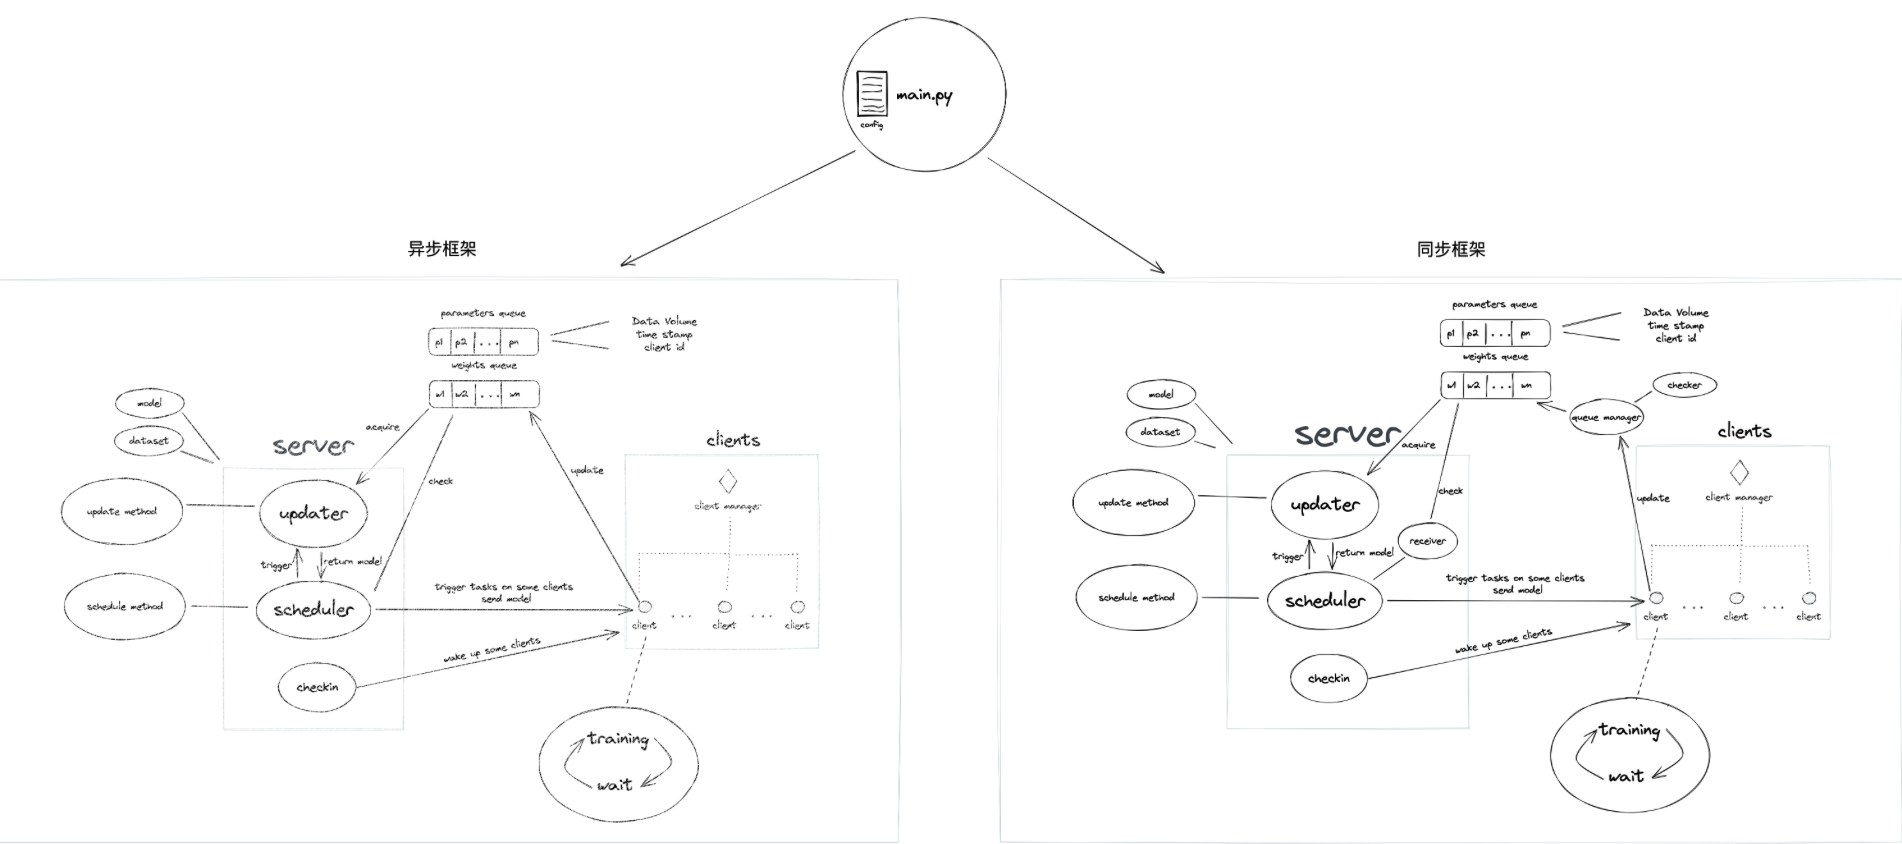 main.py
config
异步框架
parameters queue
p1 p2 ... pn
Data Volume
time stamp
client id
weights queue
w1 w2 ... wn
model
dataset
server
acquire
check
update
clients
client manager
update method
updater
trigger
return model
schedule method
scheduler
trigger tasks on some clients
send model
client ... client ... client
wake up some clients
checkin
training
wait
同步框架
parameters queue
p1 p2 ... pn
Data Volume
time stamp
client id
weights queue
w1 w2 ... wn
checker
queue manager
model
dataset
server
acquire
check
update
clients
client manager
update method
updater
receiver
trigger
return model
schedule method
scheduler
trigger tasks on some clients
send model
client ... client ... client
wake up some clients
checkin
training
wait